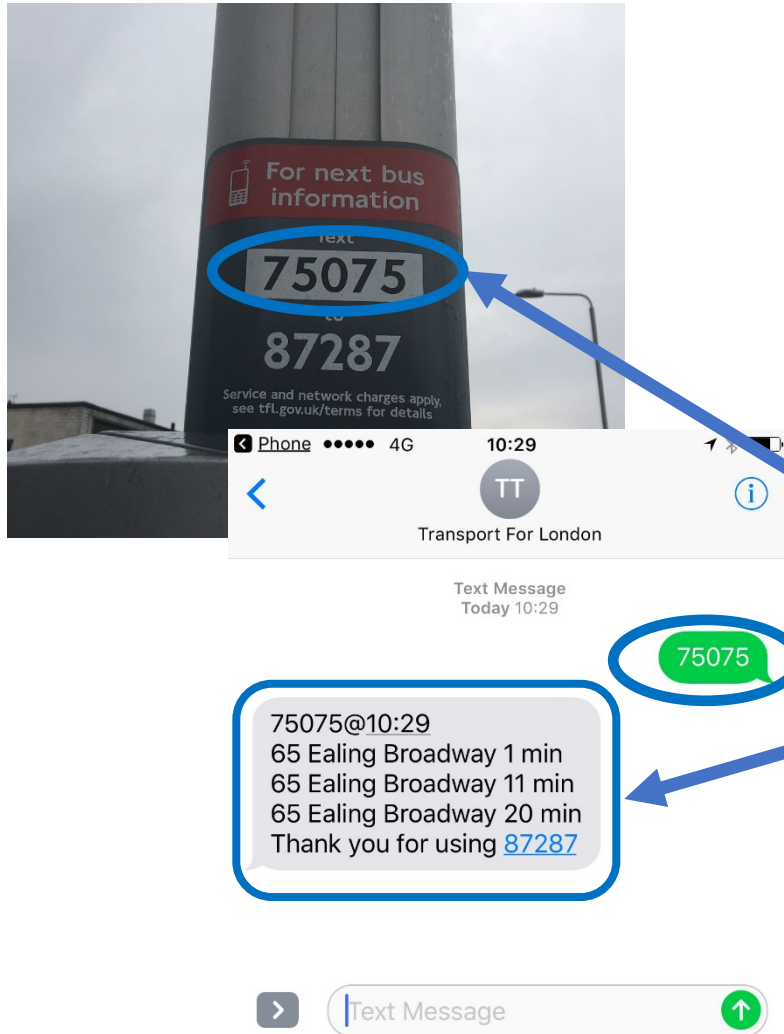 For next bus
information
Text
75075
to
87287
Service and network charges apply,
see tfl.gov.uk/terms for details
Phone 4G 10:29
TT
Transport For London
Text Message
Today 10:29
75075
75075@10:29
65 Ealing Broadway 1 min
65 Ealing Broadway 11 min
65 Ealing Broadway 20 min
Thank you for using 87287
Text Message